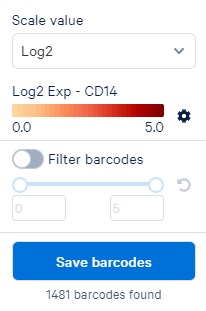 Scale value
Log2
Log2 Exp - CD14
0.0 5.0
Filter barcodes
0 5
Save barcodes
1481 barcodes found